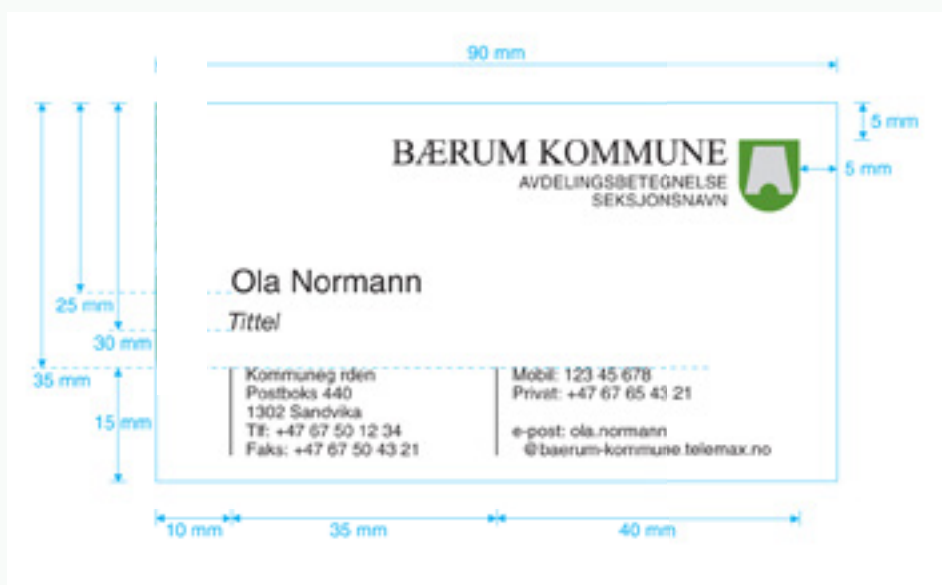 90 mm
5 mm
BÆRUM KOMMUNE
5 mm
AVDELINGSBETEGNELSE
SEKSJONSNAVN
Ola Normann
25 mm
Tittel
30 mm
35 mm
Kommuneg rden
Postboks 440
1302 Sandvika
Tlf: +47 67 50 12 34
Faks: +47 67 50 43 21
Mobil: 123 45 678
Privat: +47 67 65 43 21
e-post: ola.normann
@baerum-kommune.telemax.no
15 mm
10 mm
35 mm
40 mm